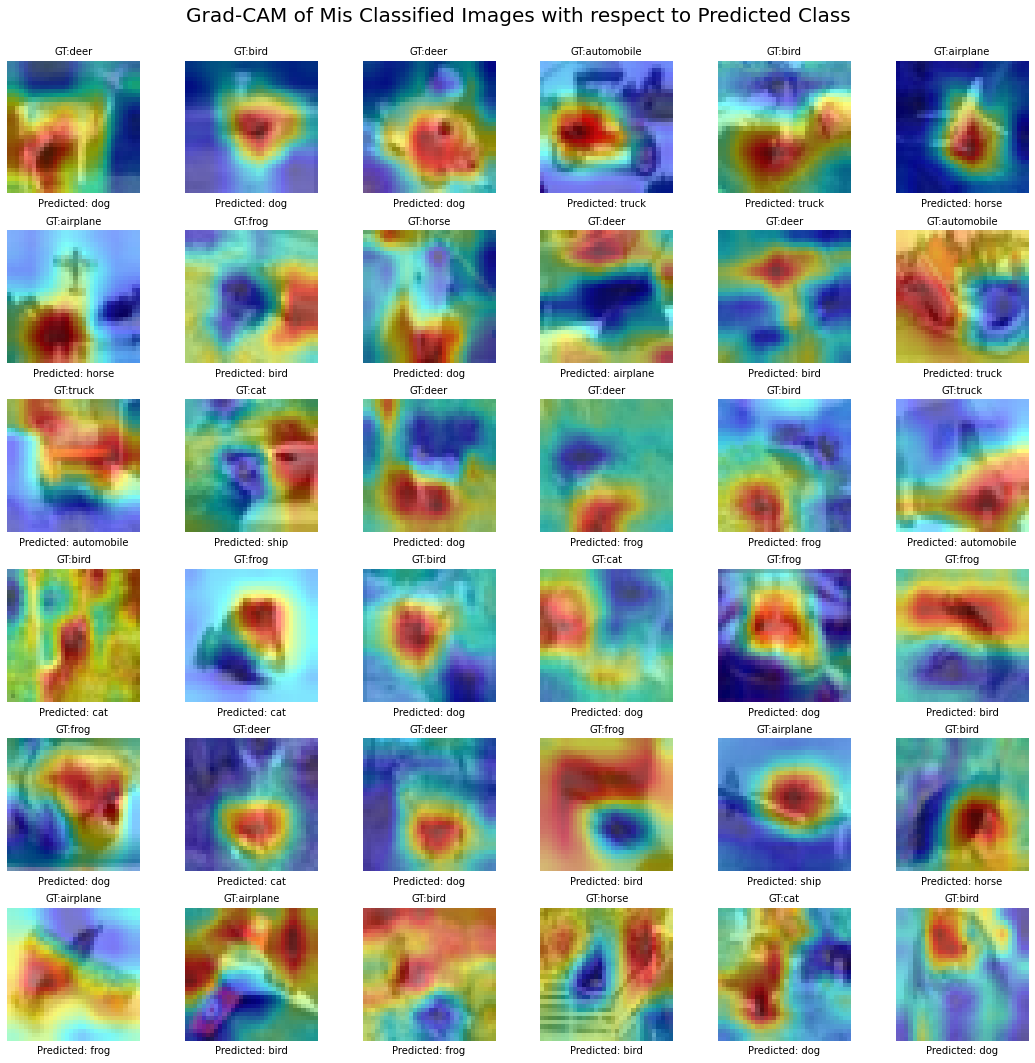 Grad-CAM of Mis Classified Images with respect to Predicted Class
GT:deer GT:bird GT:deer GT:automobile GT:bird GT:airplane
Predicted: dog Predicted: dog Predicted: dog Predicted: truck Predicted: truck Predicted: horse
GT:airplane GT:frog GT:horse GT:deer GT:deer GT:automobile
Predicted: horse Predicted: bird Predicted: dog Predicted: airplane Predicted: bird Predicted: truck
GT:truck GT:cat GT:deer GT:deer GT:bird GT:truck
Predicted: automobile Predicted: ship Predicted: dog Predicted: frog Predicted: frog Predicted: automobile
GT:bird GT:frog GT:bird GT:cat GT:frog GT:frog
Predicted: cat Predicted: cat Predicted: dog Predicted: dog Predicted: dog Predicted: bird
GT:frog GT:deer GT:deer GT:frog GT:airplane GT:bird
Predicted: dog Predicted: cat Predicted: dog Predicted: bird Predicted: ship Predicted: horse
GT:airplane GT:airplane GT:bird GT:horse GT:cat GT:bird
Predicted: frog Predicted: bird Predicted: frog Predicted: bird Predicted: dog Predicted: dog